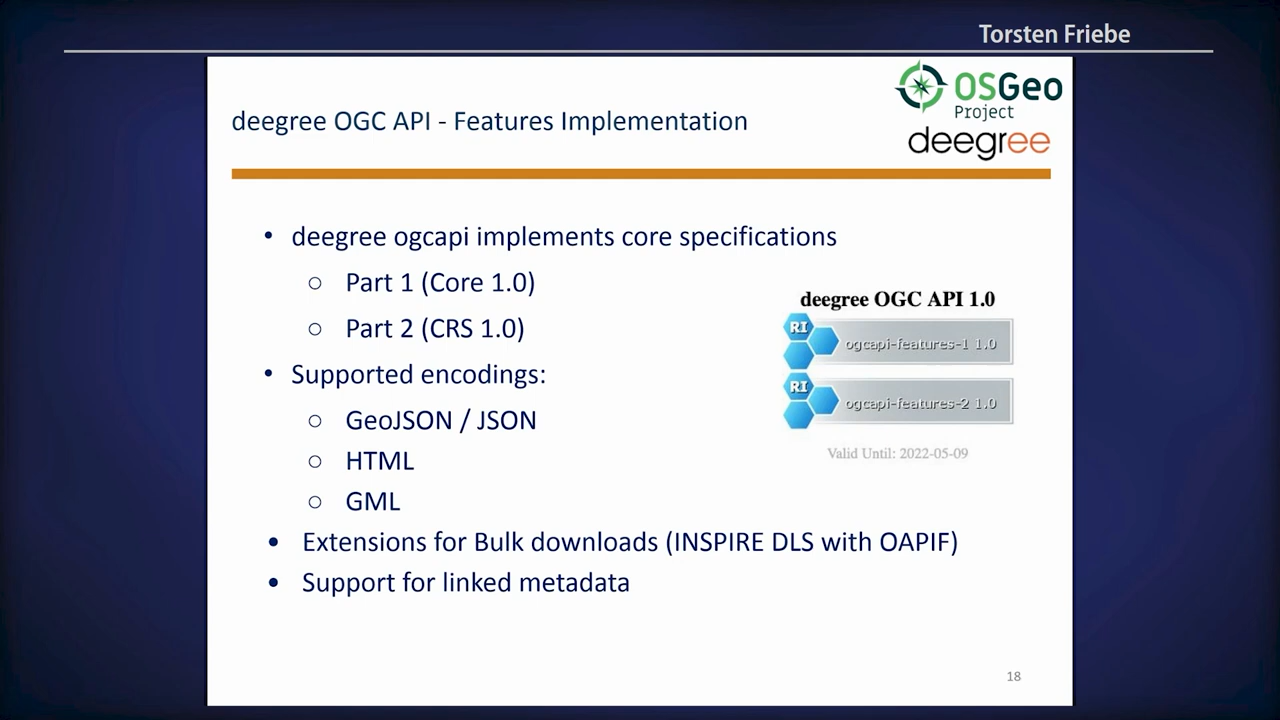 Torsten Friebe
OSGeo
Project
deegree
deegree OGC API - Features Implementation
• deegree ogcapi implements core specifications
○ Part 1 (Core 1.0)
○ Part 2 (CRS 1.0)
• Supported encodings:
○ GeoJSON / JSON
○ HTML
○ GML
• Extensions for Bulk downloads (INSPIRE DLS with OAPIF)
• Support for linked metadata
deegree OGC API 1.0
RI ogcapi-features-1 1.0
RI ogcapi-features-2 1.0
Valid Until: 2022-05-09
18